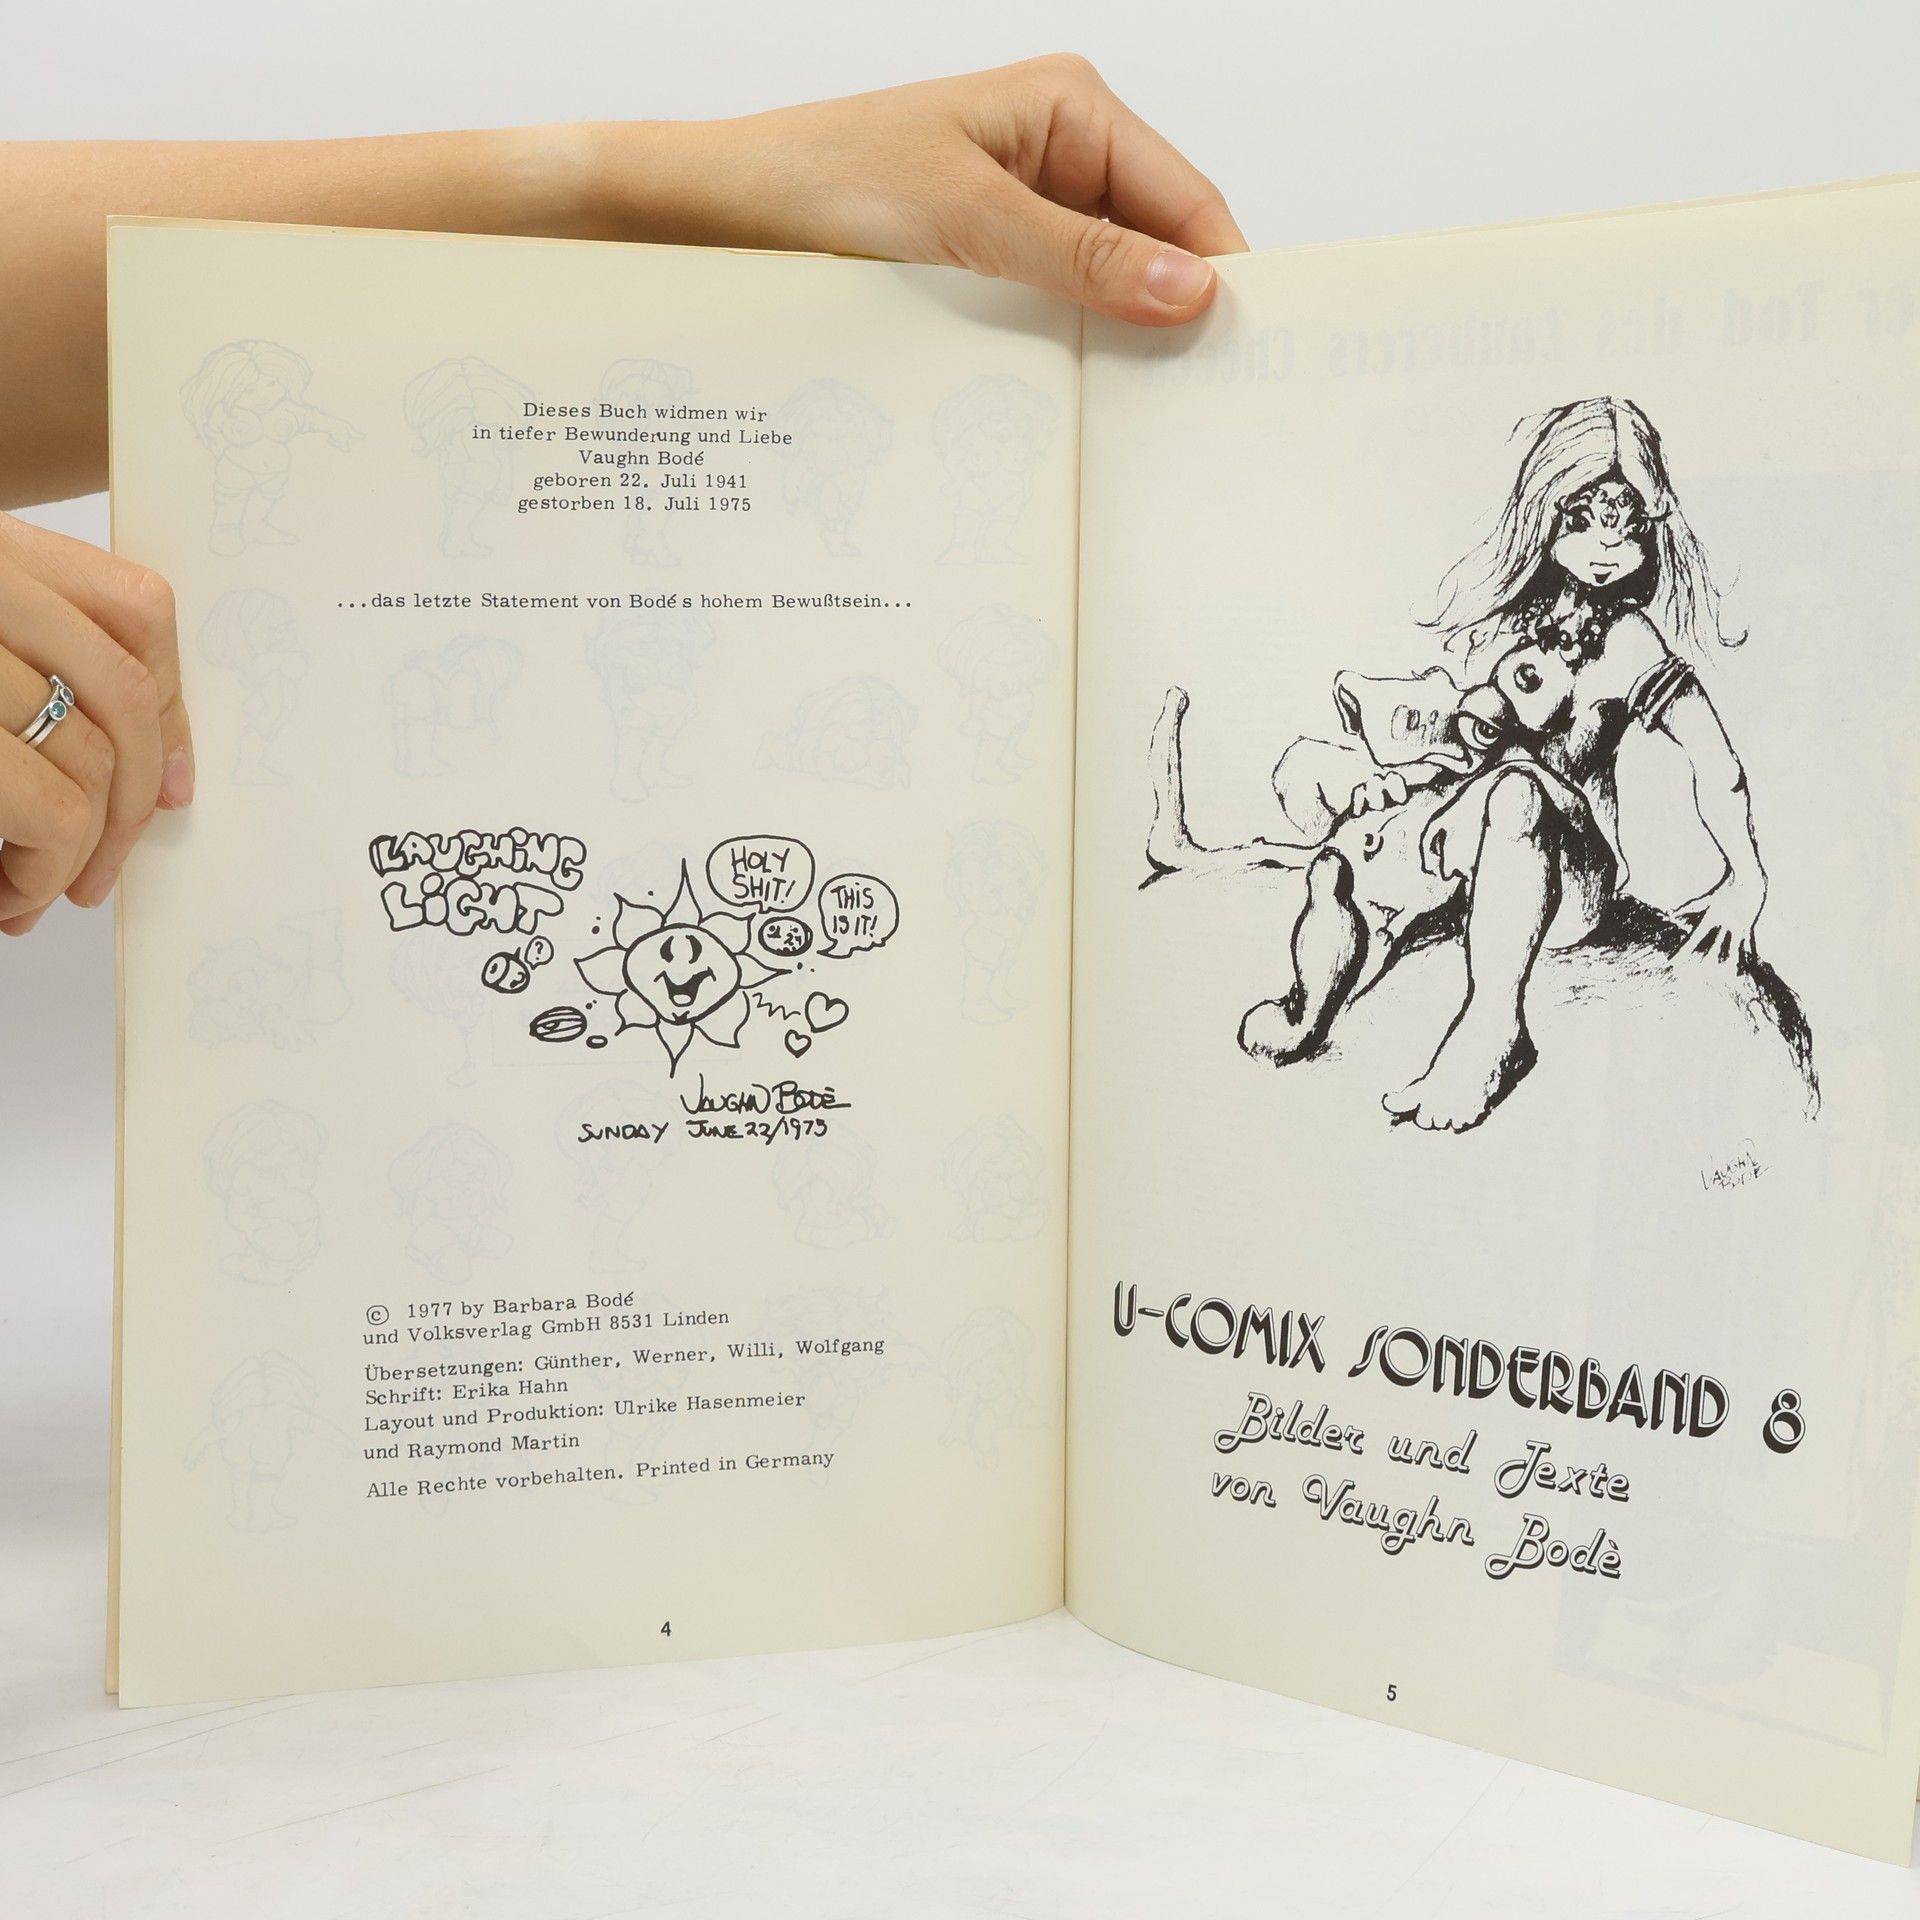 Dieses Buch widmen wir
in tiefer Bewunderung und Liebe
Vaughn Bodé
geboren 22. Juli 1941
gestorben 18. Juli 1975
...das letzte Statement von Bodés hohem Bewußtsein...
LAUGHING
LIGHT
HOLY
SHIT!
THIS
IS IT!
?
VAUGHN BODÉ
SUNDAY JUNE 22/1975
© 1977 by Barbara Bodé
und Volksverlag GmbH 8531 Linden
Übersetzungen: Günther, Werner, Willi, Wolfgang
Schrift: Erika Hahn
Layout und Produktion: Ulrike Hasenmeier
und Raymond Martin
Alle Rechte vorbehalten. Printed in Germany
4
VAUGHN
BODE
U-COMIX SONDERBAND 8
Bilder und Texte
von Vaughn Bodè
5